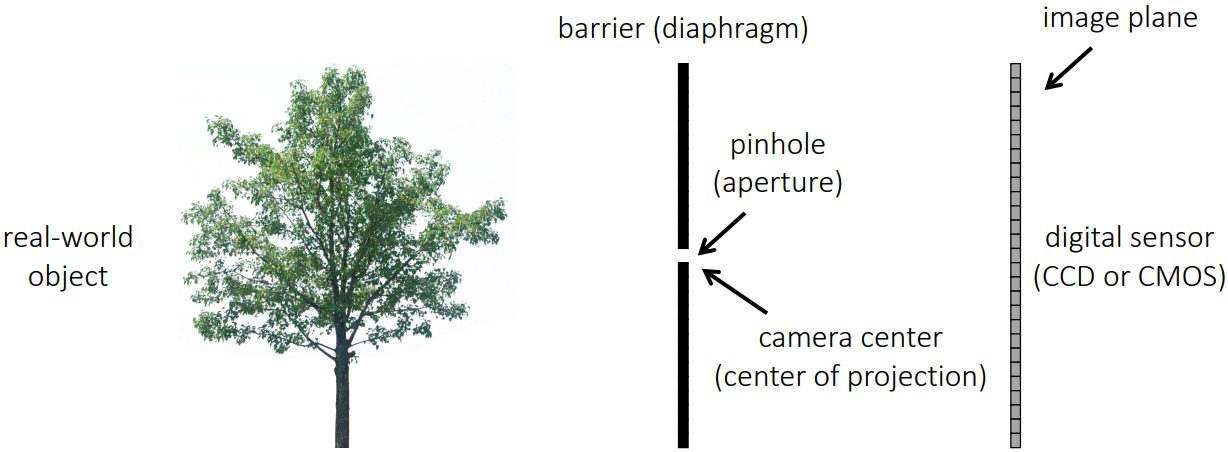 image plane
barrier (diaphragm)
pinhole
(aperture)
real-world
object
digital sensor
(CCD or CMOS)
camera center
(center of projection)